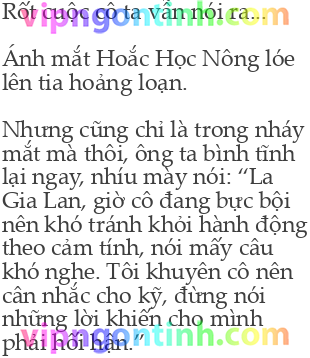 Rốt cuộc cô ta vẫn nói ra...
vipngontinh.com
Ánh mắt Hoắc Học Nông lóe
lên tia hoảng loạn.
Nhưng cũng chỉ là trong nháy
mắt mà thôi, ông ta bình tĩnh
lại ngay, nhíu mày nói: “La
Gia Lan, giờ cô đang bực bội
nên khó tránh khỏi hành động
theo cảm tính, nói mấy câu
khó nghe. Tôi khuyên cô nên
cân nhắc cho kỹ, đừng nói
những lời khiến cho mình
phải hối hận.”
vipngontinh.com